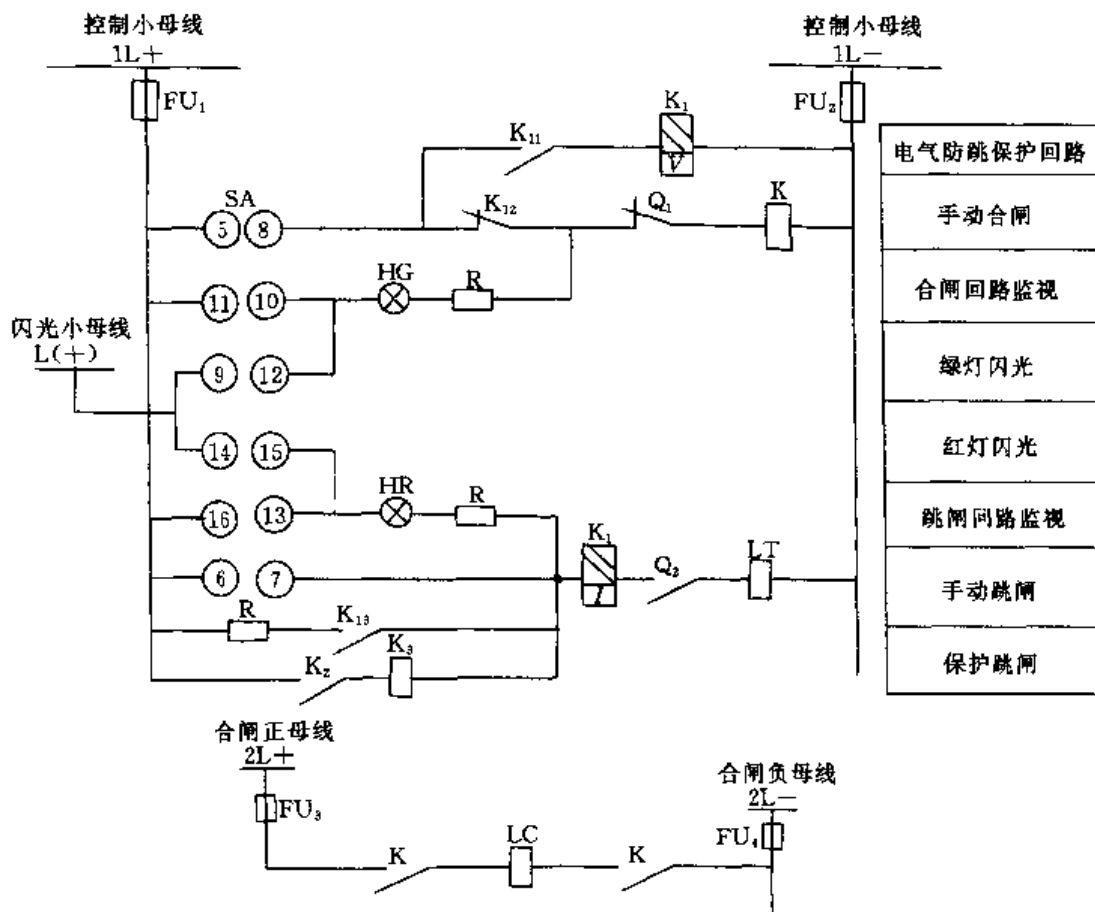 控制小母线
1L+
控制小母线
1L-
FU₁
FU₂
K₁₁
K₁
V
电气防跳保护回路
SA
5
8
K₁₂
Q₁
K
手动合闸
11
10
HG
R
合闸回路监视
闪光小母线
L(+)
9
12
绿灯闪光
14
15
红灯闪光
16
13
HR
R
跳闸回路监视
6
7
K₁
I
Q₂
LT
手动跳闸
R
K₁₃
K₂
K₃
保护跳闸
合闸正母线
2L+
合闸负母线
2L-
FU₃
FU₄
K
LC
K